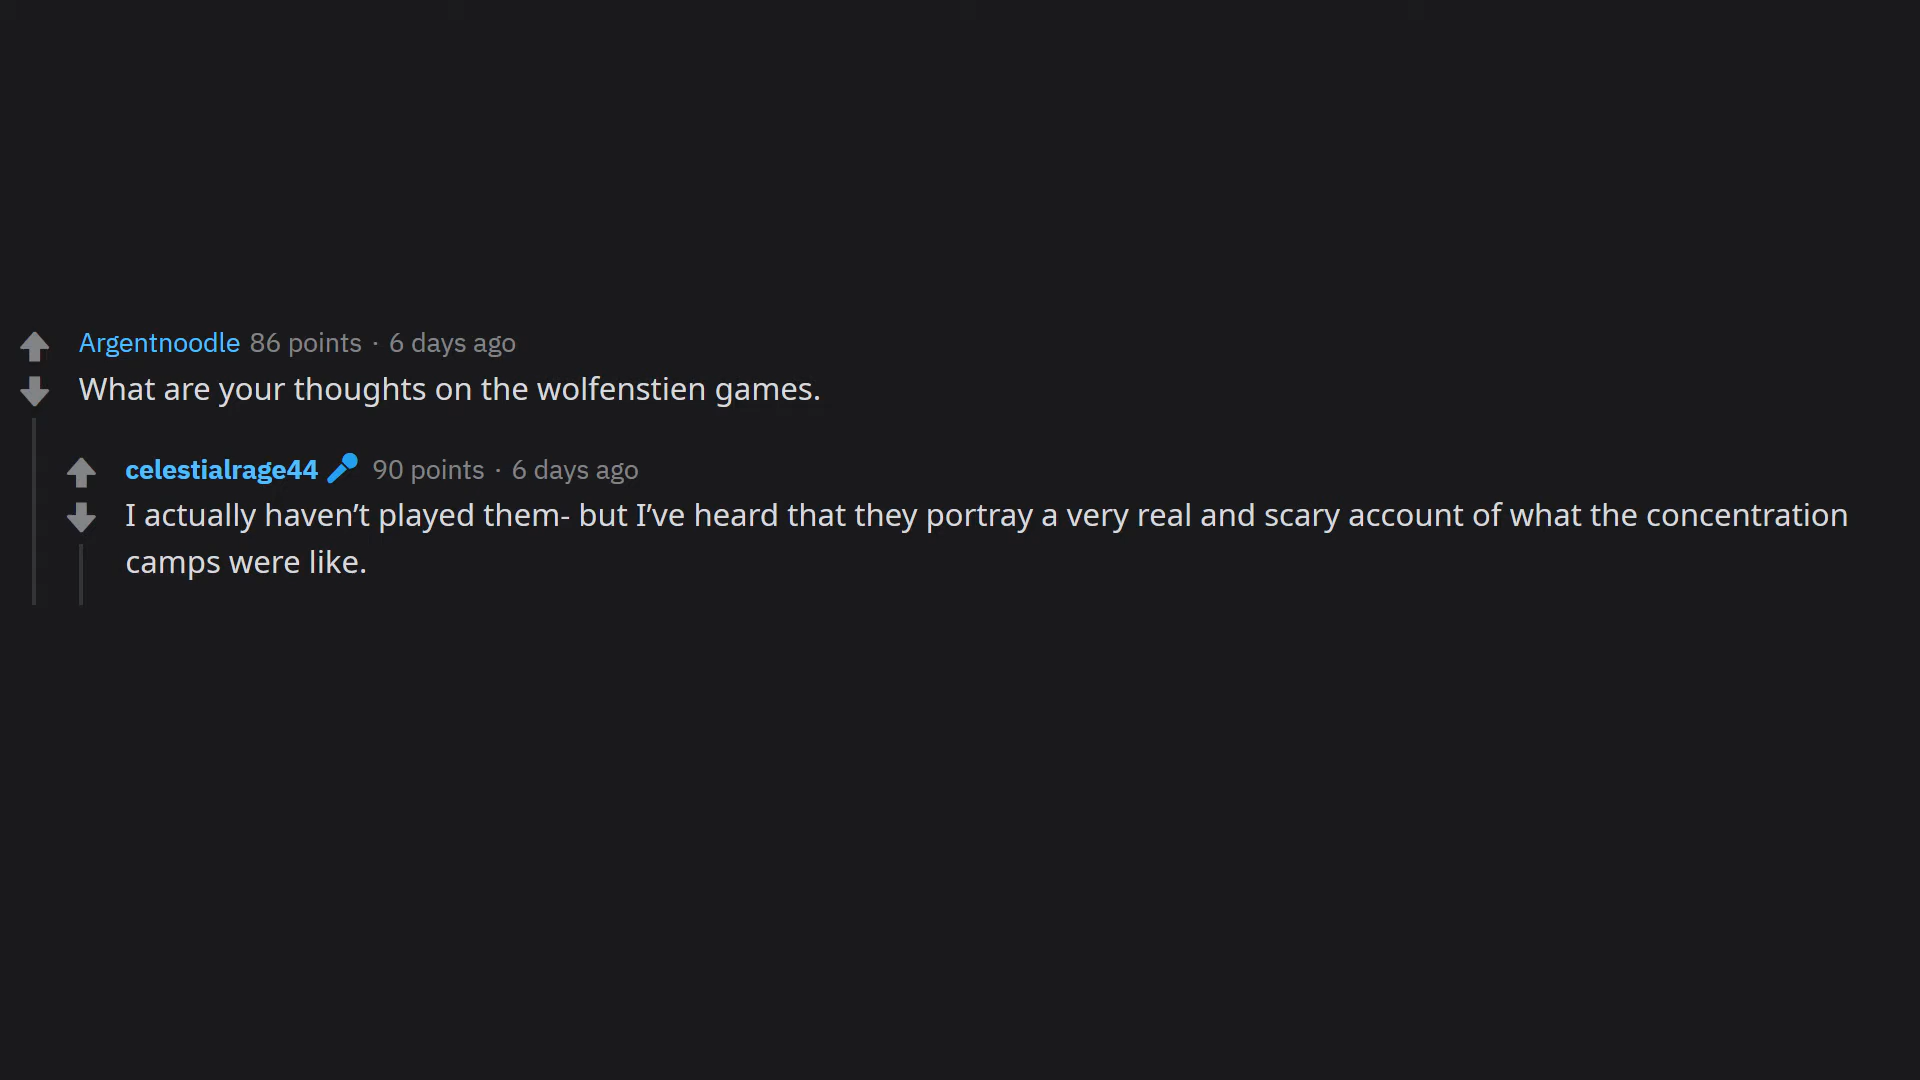 Argentnoodle 86 points · 6 days ago
What are your thoughts on the wolfenstien games.
celestialrage44 90 points · 6 days ago
I actually haven’t played them- but I’ve heard that they portray a very real and scary account of what the concentration
camps were like.